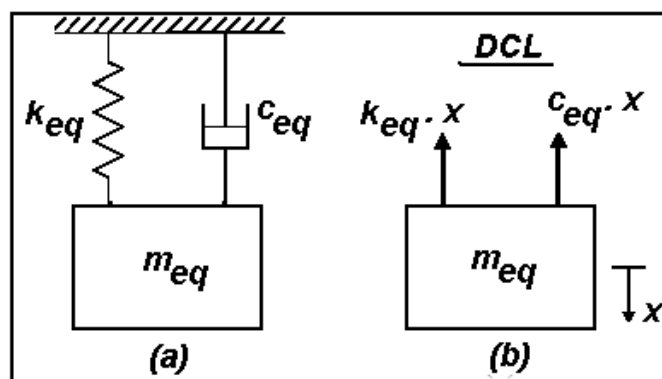 DCL
k_eq
c_eq
k_eq . x
c_eq . x
m_eq
m_eq
x
(a)
(b)